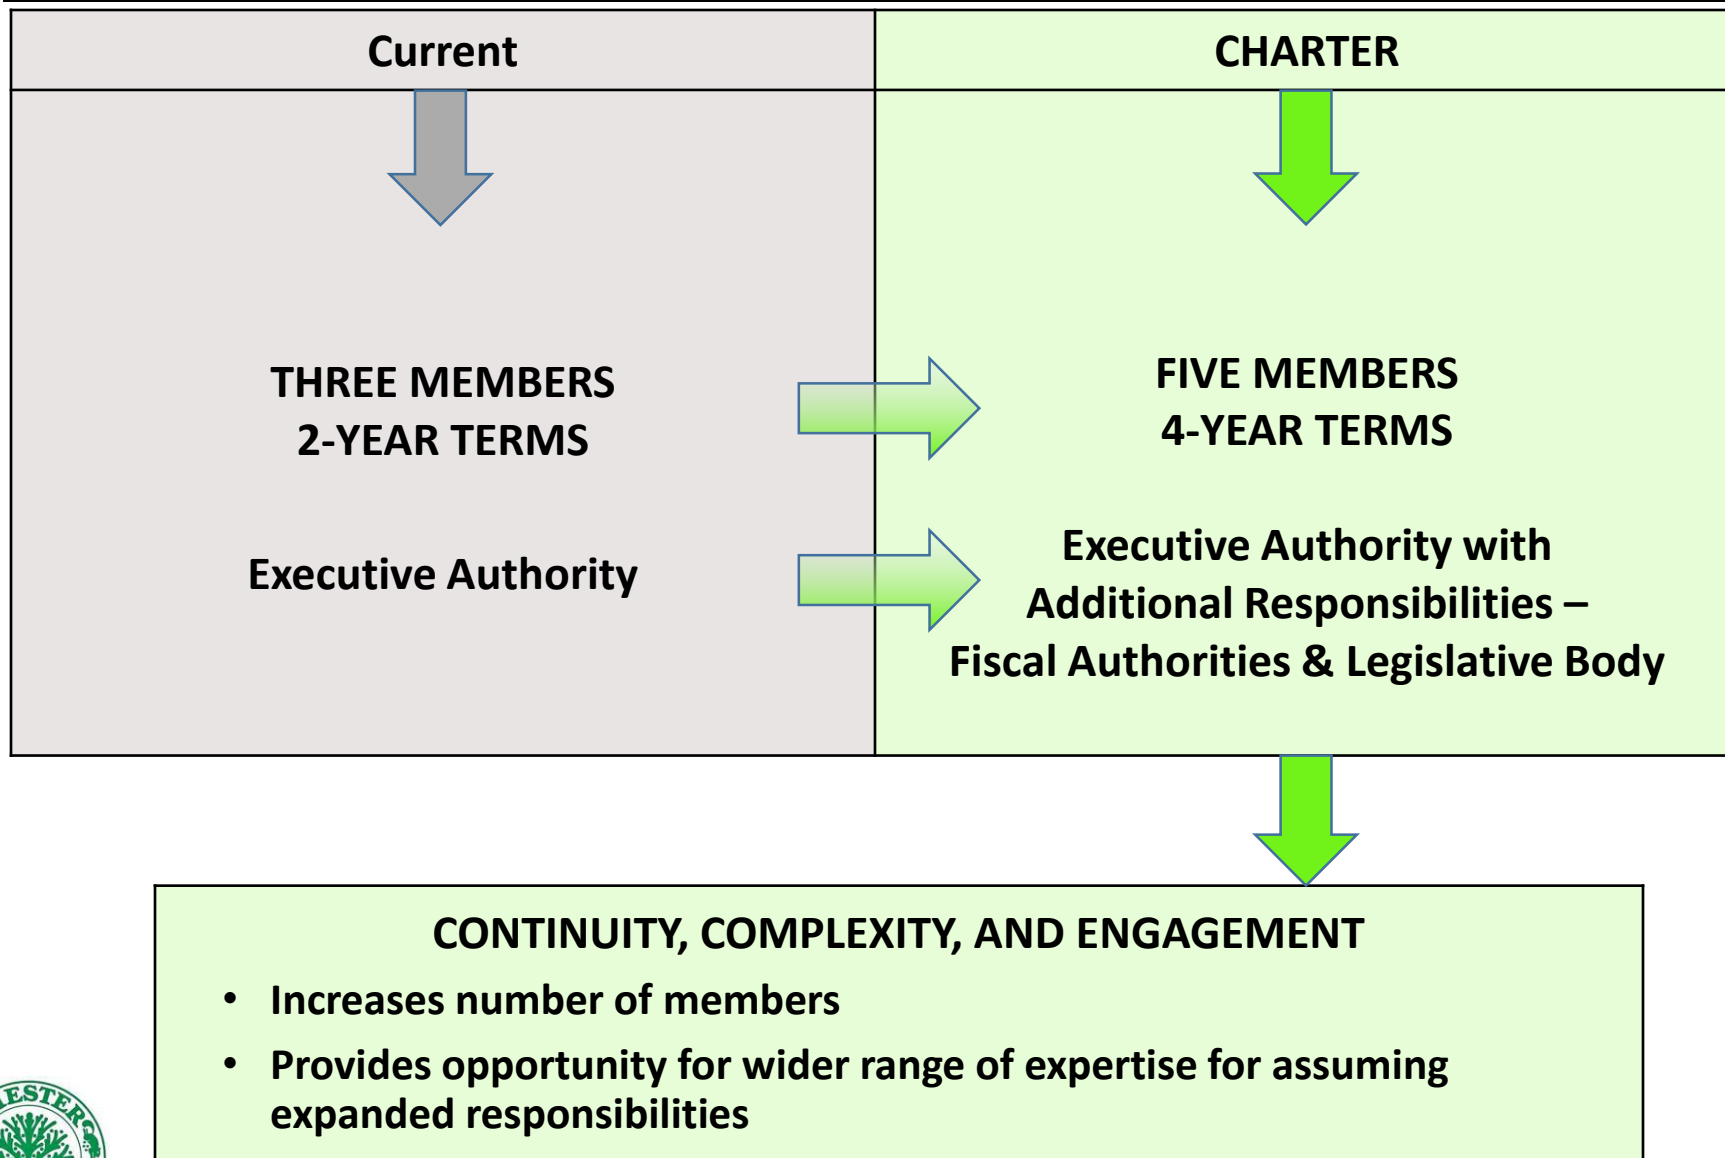 Current
CHARTER
THREE MEMBERS
2-YEAR TERMS
Executive Authority
FIVE MEMBERS
4-YEAR TERMS
Executive Authority with
Additional Responsibilities –
Fiscal Authorities & Legislative Body
CONTINUITY, COMPLEXITY, AND ENGAGEMENT
• Increases number of members
• Provides opportunity for wider range of expertise for assuming
expanded responsibilities